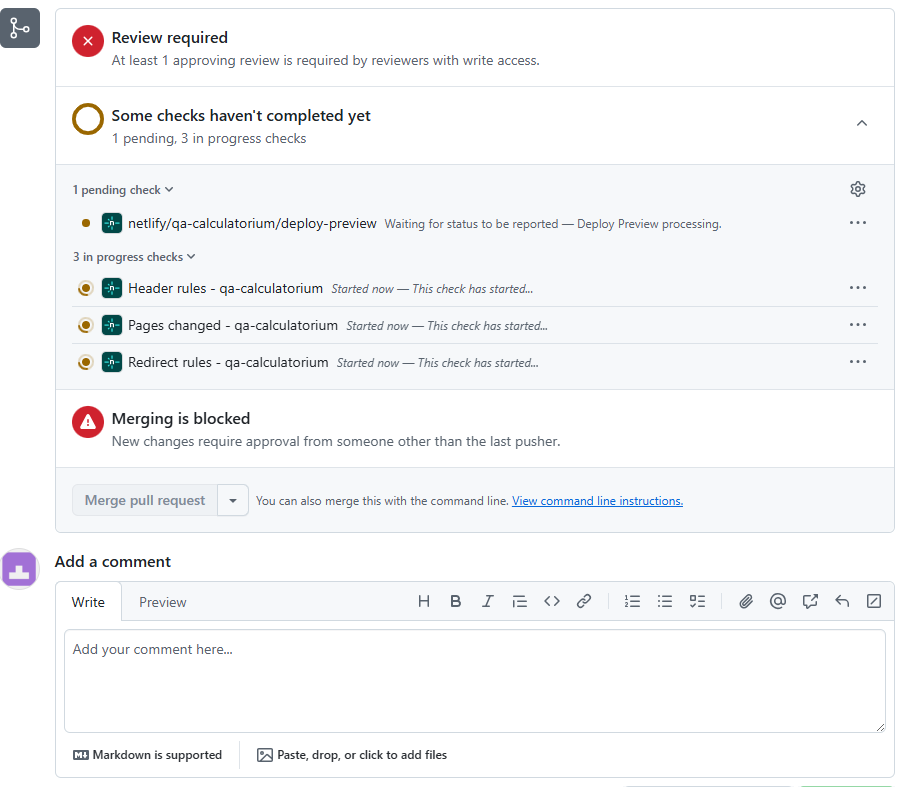 Review required
At least 1 approving review is required by reviewers with write access.
Some checks haven't completed yet
1 pending, 3 in progress checks
1 pending check
netlify/qa-calculatorium/deploy-preview Waiting for status to be reported — Deploy Preview processing.
3 in progress checks
Header rules - qa-calculatorium Started now — This check has started...
Pages changed - qa-calculatorium Started now — This check has started...
Redirect rules - qa-calculatorium Started now — This check has started...
Merging is blocked
New changes require approval from someone other than the last pusher.
Merge pull request You can also merge this with the command line. View command line instructions.
Add a comment
Write Preview
Add your comment here...
Markdown is supported Paste, drop, or click to add files